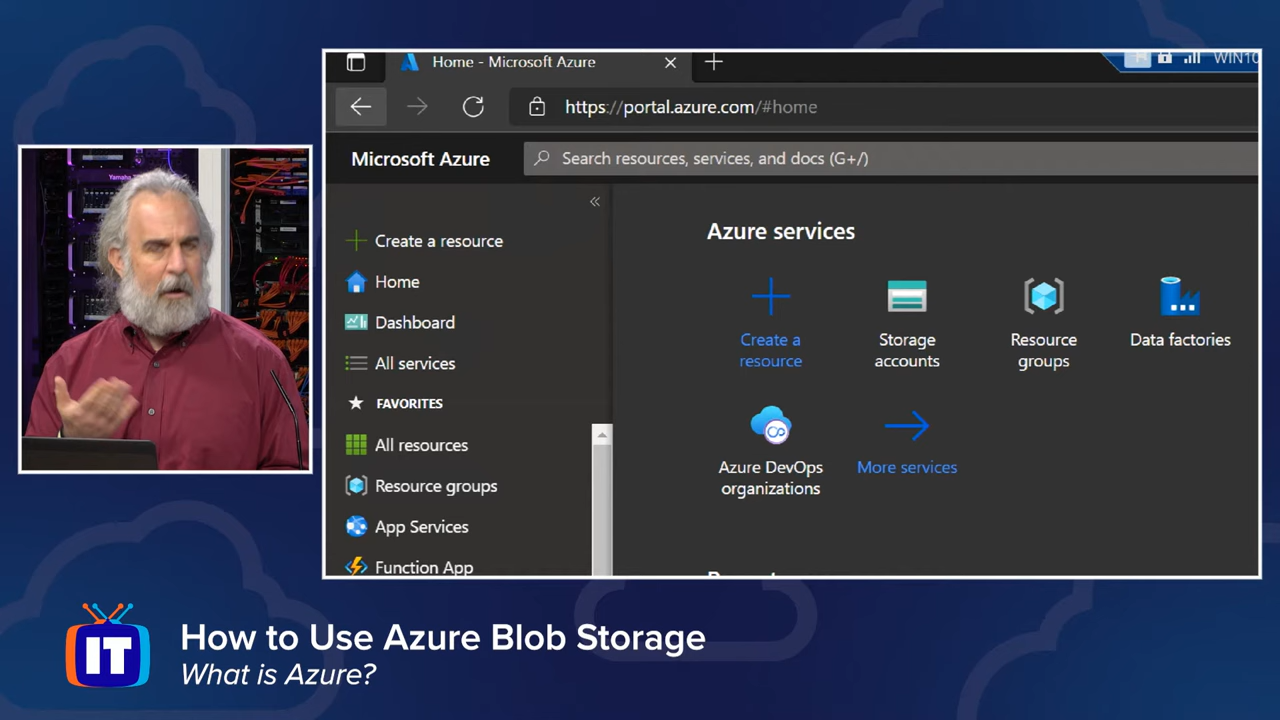 Home - Microsoft Azure
WIN10
https://portal.azure.com/#home
Microsoft Azure
Search resources, services, and docs (G+/)
Create a resource
Home
Dashboard
All services
FAVORITES
All resources
Resource groups
App Services
Function App
Azure services
Create a
resource
Storage
accounts
Resource
groups
Data factories
Azure DevOps
organizations
More services
Yamaha
IT
How to Use Azure Blob Storage
What is Azure?